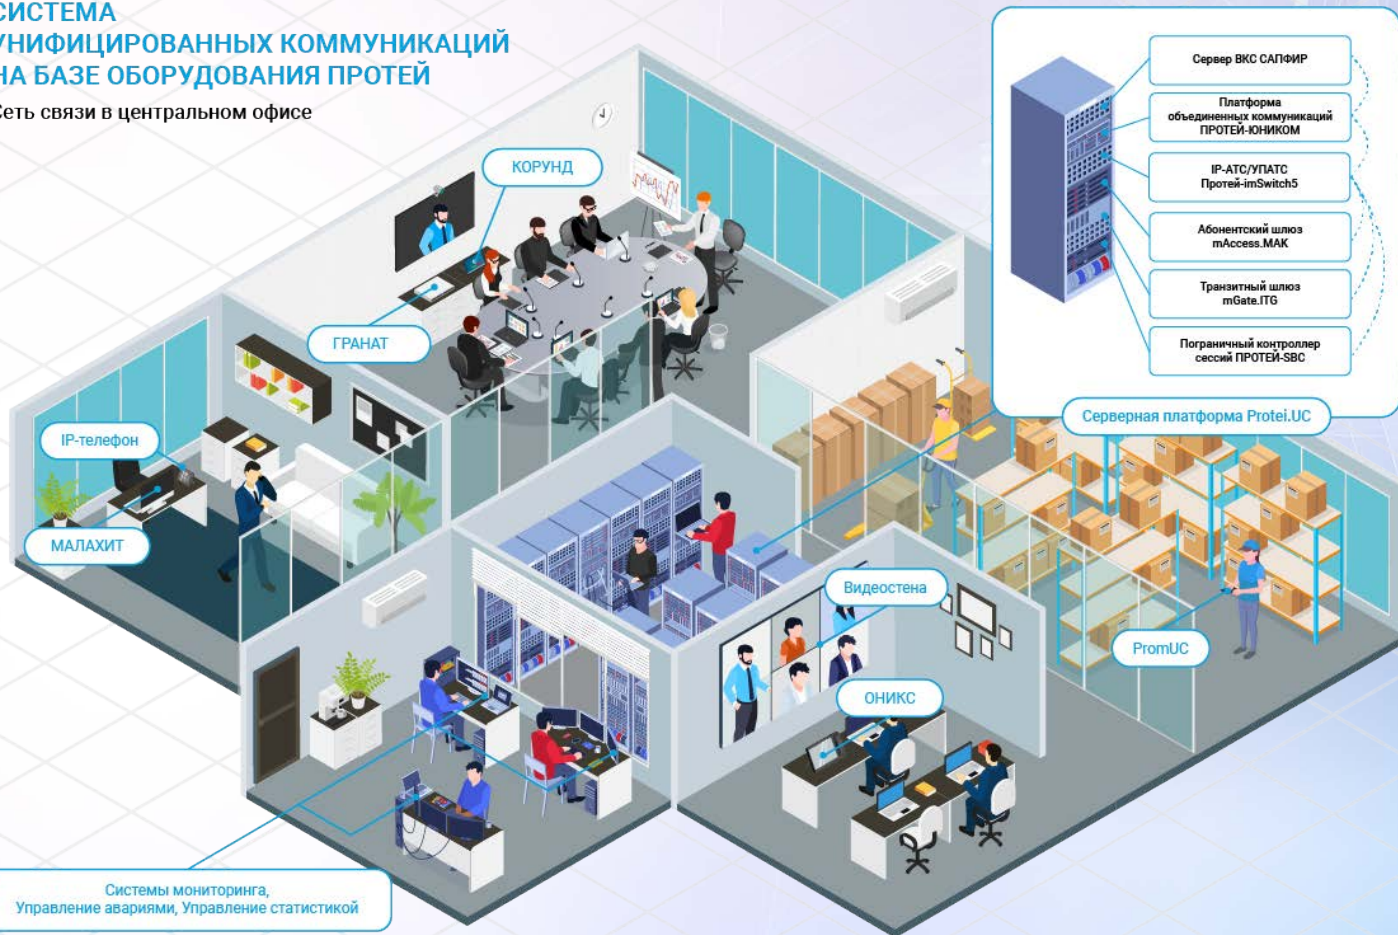 СИСТЕМА
УНИФИЦИРОВАННЫХ КОММУНИКАЦИЙ
НА БАЗЕ ОБОРУДОВАНИЯ ПРОТЕЙ
Сеть связи в центральном офисе
Сервер ВКС САПФИР
Платформа
объединенных коммуникаций
ПРОТЕЙ-ЮНИКОМ
IP-АТС/УПАТС
Протей-imSwitch5
Абонентский шлюз
mAccess.MAK
Транзитный шлюз
mGate.ITG
Пограничный контроллер
сессий ПРОТЕЙ-SBC
Серверная платформа Protei.UC
КОРУНД
ГРАНАТ
IP-телефон
МАЛАХИТ
Видеостена
PromUC
ОНИКС
Системы мониторинга,
Управление авариями, Управление статистикой